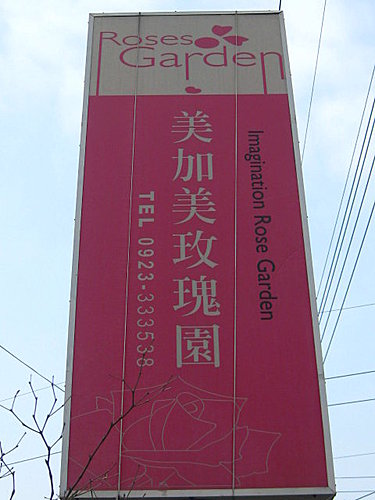 Roses
Garden
Imagination Rose Garden
美加美玫瑰園
TEL 0923-333538